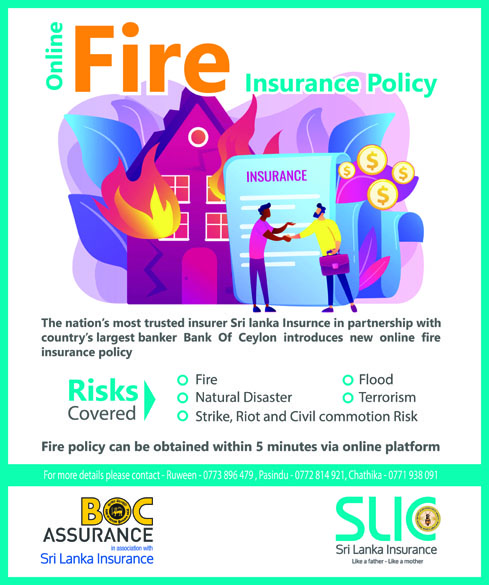 Online
Fire
Insurance Policy
INSURANCE
$
$
$
$
The nation's most trusted insurer Sri lanka Insurnce in partnership with
country's largest banker Bank Of Ceylon introduces new online fire
insurance policy
Risks
Covered
Fire
Flood
Natural Disaster
Terrorism
Strike, Riot and Civil commotion Risk
Fire policy can be obtained within 5 minutes via online platform
For more details please contact - Ruween - 0773 896 479 , Pasindu - 0772 814 921, Chathika - 0771 938 091
BOC
ASSURANCE
in association with
Sri Lanka Insurance
SLIC
Sri Lanka Insurance
Like a father - Like a mother